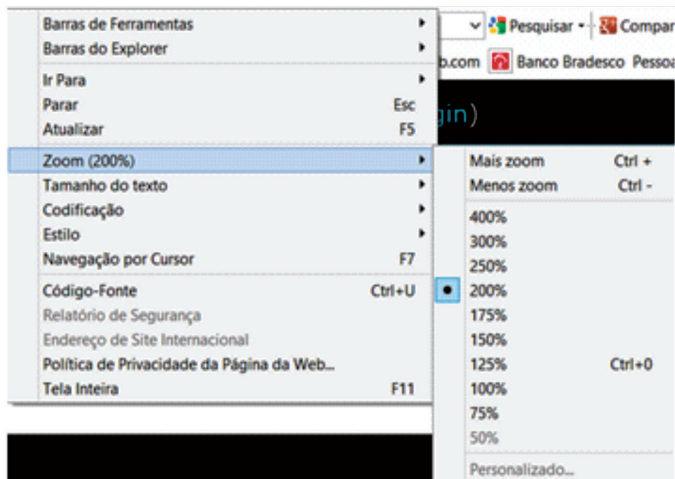 Barras de Ferramentas
Barras do Explorer
Ir Para
Parar Esc
Atualizar F5
Zoom (200%)
Tamanho do texto
Codificação
Estilo
Navegação por Cursor F7
Código-Fonte Ctrl+U
Relatório de Segurança
Endereço de Site Internacional
Política de Privacidade da Página da Web...
Tela Inteira F11
Pesquisar Compar
b.com Banco Bradesco Pessoa
gin)
Mais zoom Ctrl +
Menos zoom Ctrl -
400%
300%
250%
200%
175%
150%
125% Ctrl+0
100%
75%
50%
Personalizado...